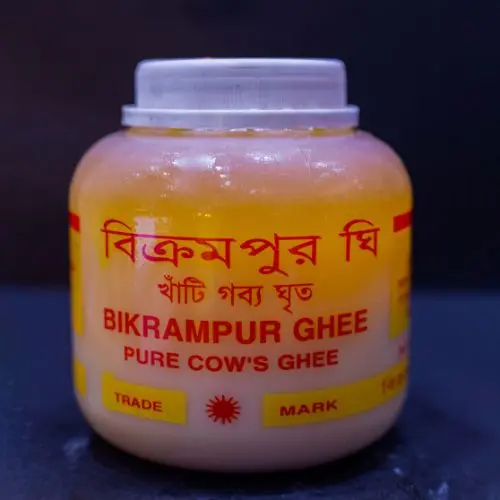 বিক্রমপুর ঘি
খাঁটি গব্য ঘৃত
BIKRAMPUR GHEE
PURE COW'S GHEE
TRADE MARK